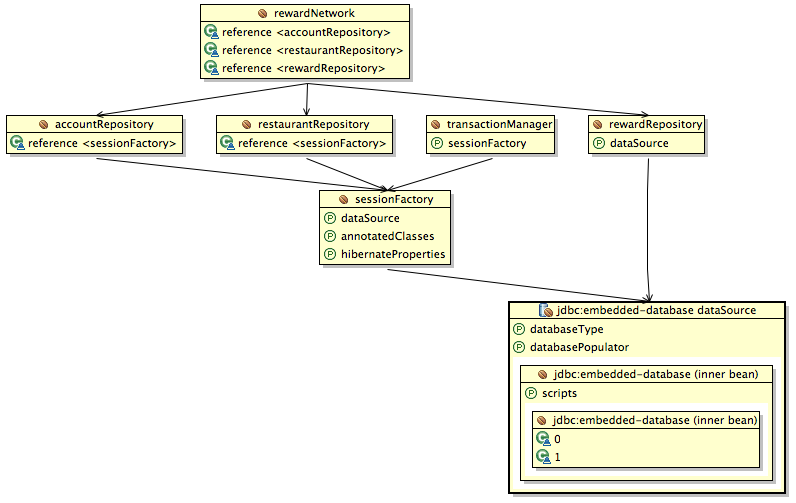 rewardNetwork
reference <accountRepository>
reference <restaurantRepository>
reference <rewardRepository>
accountRepository
reference <sessionFactory>
restaurantRepository
reference <sessionFactory>
transactionManager
P sessionFactory
rewardRepository
P dataSource
sessionFactory
P dataSource
P annotatedClasses
P hibernateProperties
jdbc:embedded-database dataSource
P databaseType
P databasePopulator
jdbc:embedded-database (inner bean)
P scripts
jdbc:embedded-database (inner bean)
0
1